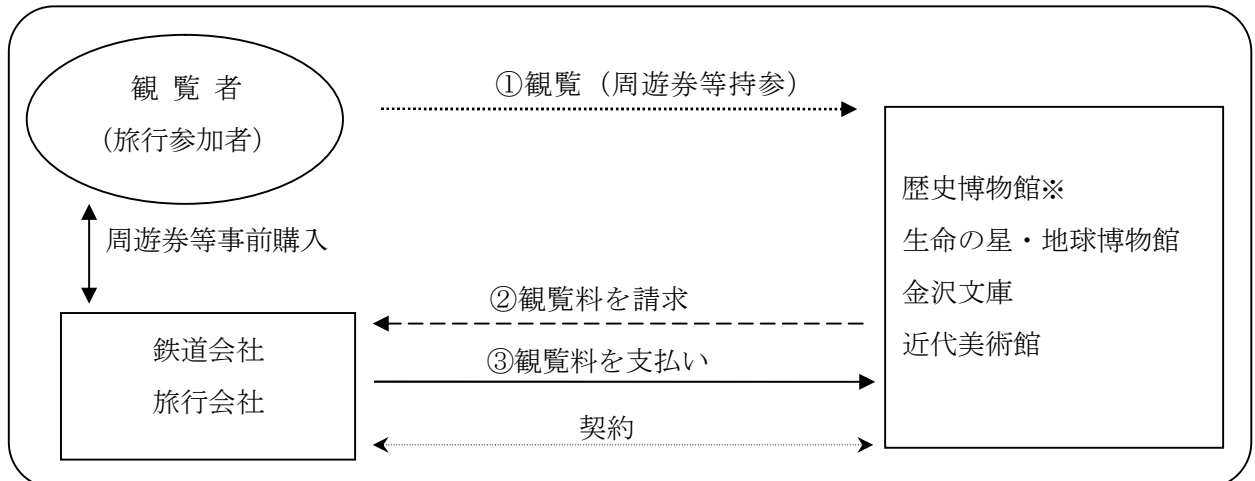 観 覧 者
(旅行参加者)
①観覧（周遊券等持参）
歴史博物館※
生命の星・地球博物館
金沢文庫
近代美術館
周遊券等事前購入
②観覧料を請求
鉄道会社
旅行会社
③観覧料を支払い
契約